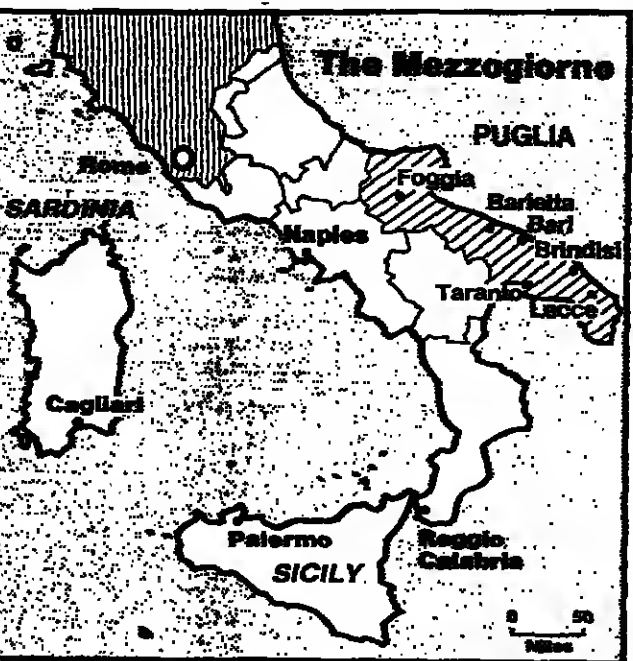 The Mezzogiorno
PUGLIA
Foggia
Barletta
Bari
Brindisi
Taranto
Lecce
Rome
SARDINIA
Naples
Cagliari
Palermo
SICILY
Reggio
Calabria
0 50
Miles